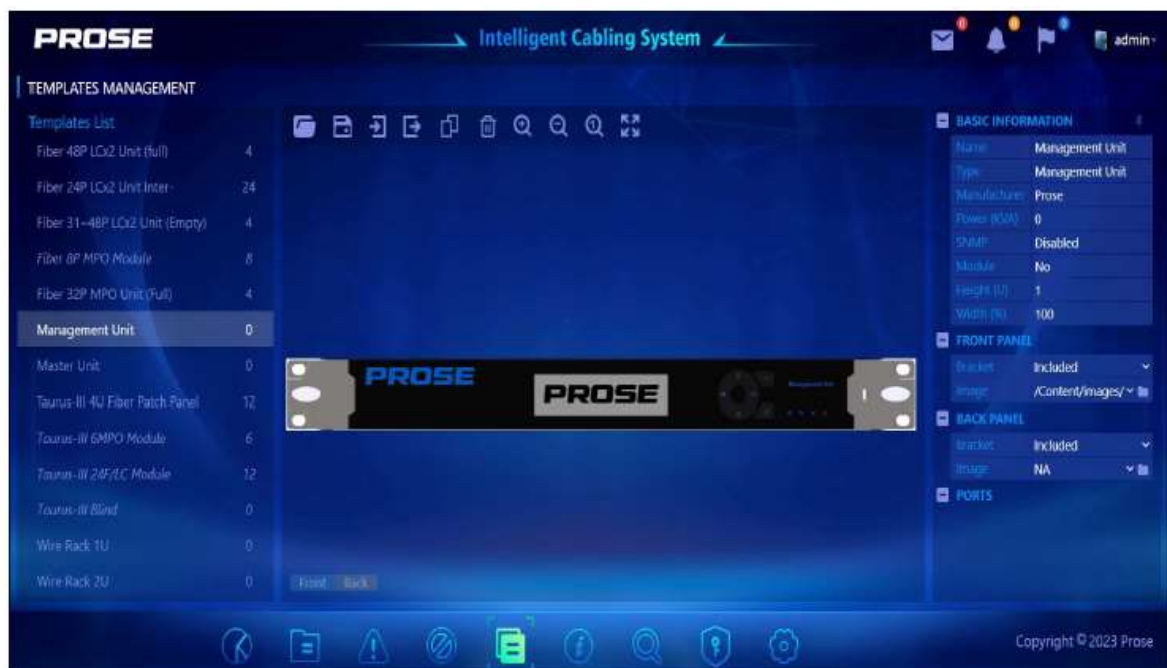 PROSE
Intelligent Cabling System
0
0
0
admin
TEMPLATES MANAGEMENT
Templates List
Fiber 48P LCx2 Unit (full) 4
Fiber 24P LCx2 Unit Inter- 24
Fiber 31~48P LCx2 Unit (Empty) 4
Fiber 8P MPO Module 8
Fiber 32P MPO Unit (Full) 4
Management Unit 0
Master Unit 0
Taurus-III 4U Fiber Patch Panel 12
Taurus-III 6MPO Module 6
Taurus-III 24F/LC Module 12
Taurus-III Blind 0
Wire Rack 1U 0
Wire Rack 2U 0
PROSE
PROSE
Management Unit
Front Back
BASIC INFORMATION
Name Management Unit
Type Management Unit
Manufacturer Prose
Power (KVA) 0
SNMP Disabled
Module No
Height (U) 1
Width (%) 100
FRONT PANEL
Bracket Included
Image /Content/images/
BACK PANEL
Bracket Included
Image NA
PORTS
Copyright © 2023 Prose